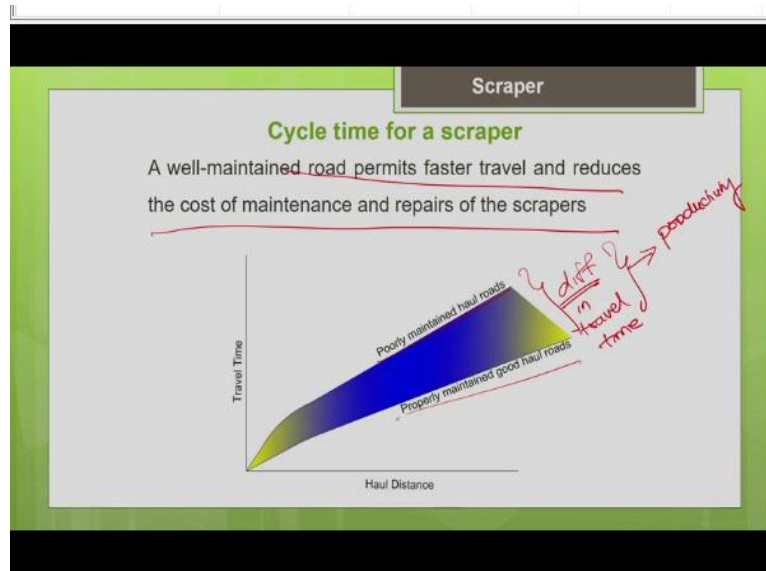 Scraper
Cycle time for a scraper
A well-maintained road permits faster travel and reduces
the cost of maintenance and repairs of the scrapers
productivity
diff
in
travel
time
Poorly maintained haul roads
Properly maintained good haul roads
Travel Time
Haul Distance